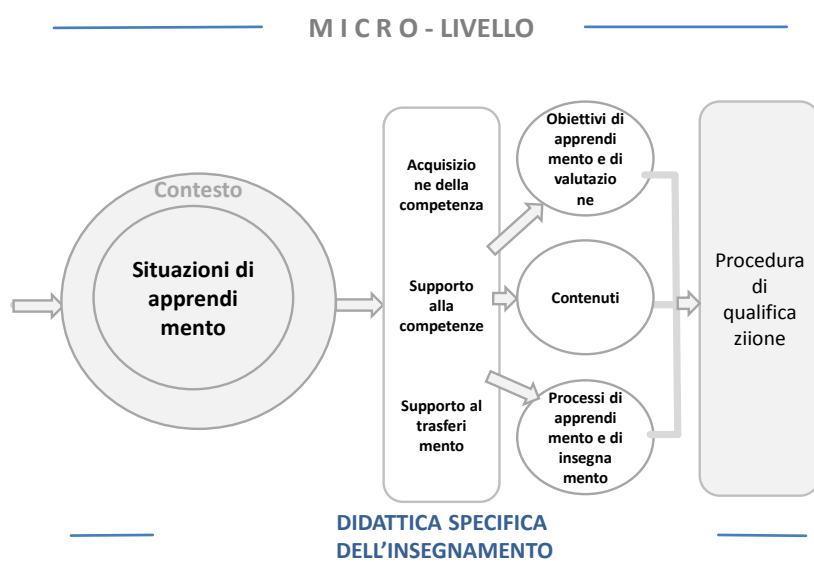 MICRO - LIVELLO
Contesto
Situazioni di
apprendi
mento
Acquisizio
ne della
competenza
Supporto
alla
competenze
Supporto al
trasferi
mento
Obiettivi di
apprendi
mento e di
valutazio
ne
Contenuti
Processi di
apprendi
mento e di
insegna
mento
Procedura
di
qualifica
ziione
DIDATTICA SPECIFICA
DELL’INSEGNAMENTO